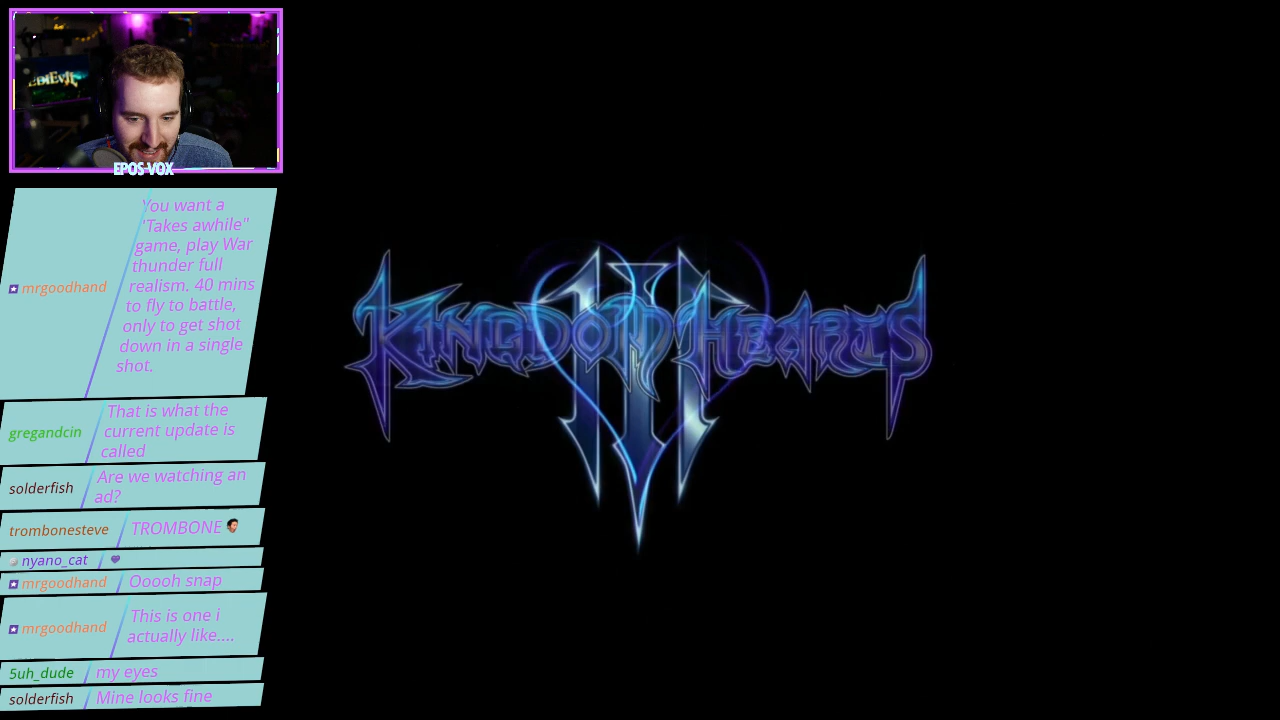 EDIEVIL
EPOS VOX
mrgoodhand
You want a
"Takes awhile"
game, play War
thunder full
realism. 40 mins
to fly to battle,
only to get shot
down in a single
shot.
gregandcin
That is what the
current update is
called
solderfish
Are we watching an
ad?
trombonesteve
TROMBONE
nyano_cat
mrgoodhand
Ooooh snap
mrgoodhand
This is one i
actually like....
5uh_dude
my eyes
solderfish
Mine looks fine
KINGDOM HEARTS
III